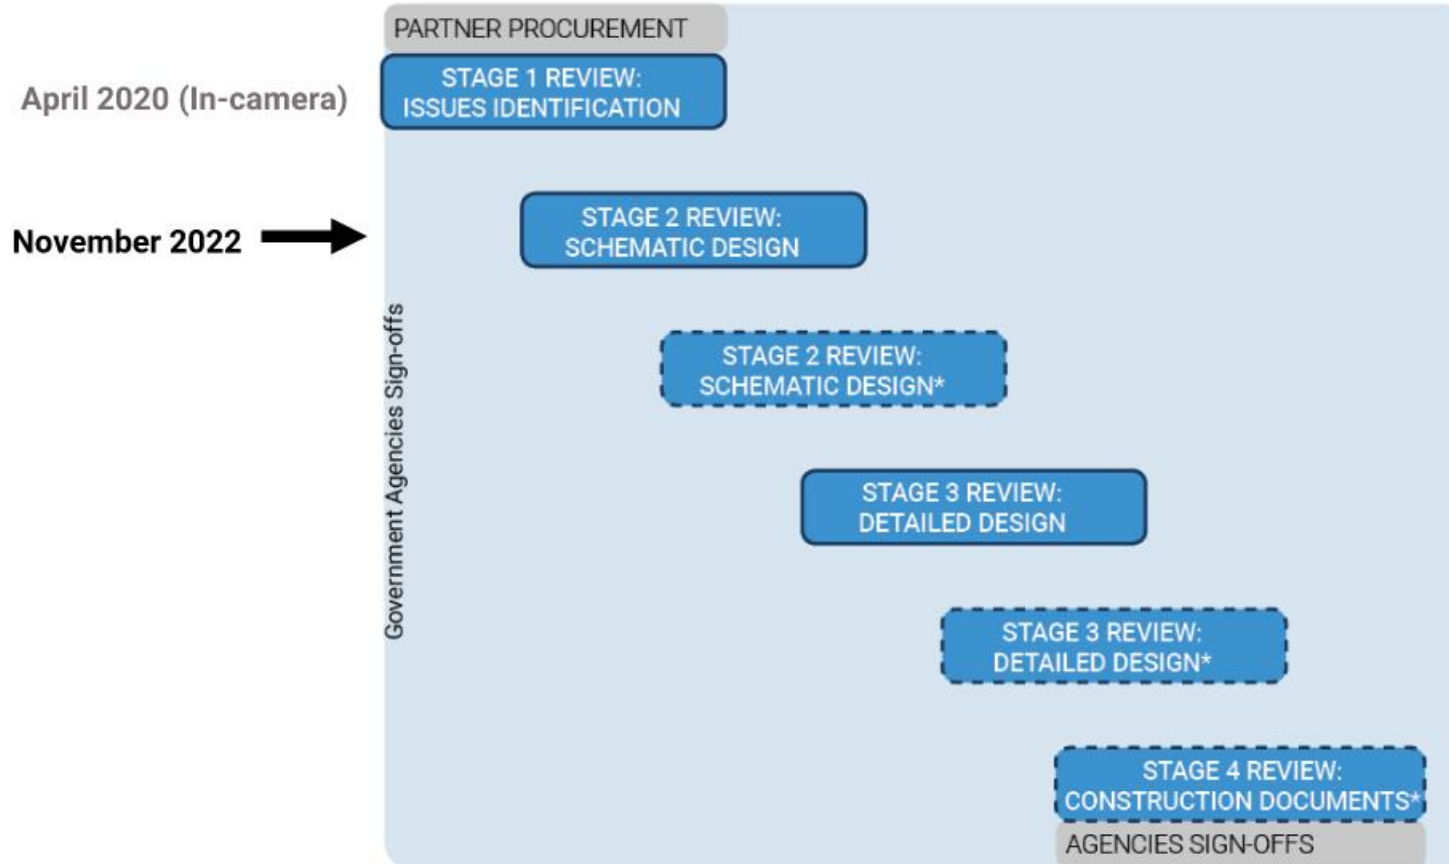 PARTNER PROCUREMENT
April 2020 (In-camera)
STAGE 1 REVIEW:
ISSUES IDENTIFICATION
November 2022
STAGE 2 REVIEW:
SCHEMATIC DESIGN
Government Agencies Sign-offs
STAGE 2 REVIEW:
SCHEMATIC DESIGN*
STAGE 3 REVIEW:
DETAILED DESIGN
STAGE 3 REVIEW:
DETAILED DESIGN*
STAGE 4 REVIEW:
CONSTRUCTION DOCUMENTS*
AGENCIES SIGN-OFFS